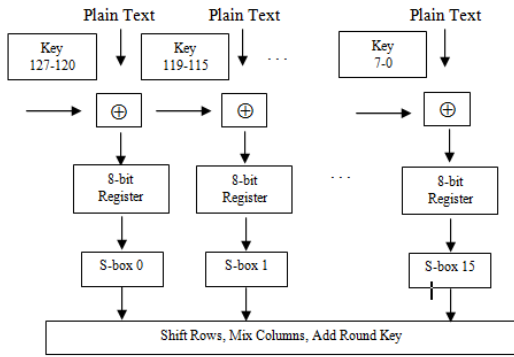 Plain Text Plain Text Plain Text
Key Key Key
127-120 119-115 . . . 7-0
⊕ ⊕ ⊕
8-bit 8-bit . . . 8-bit
Register Register Register
S-box 0 S-box 1 S-box 15
Shift Rows, Mix Columns, Add Round Key